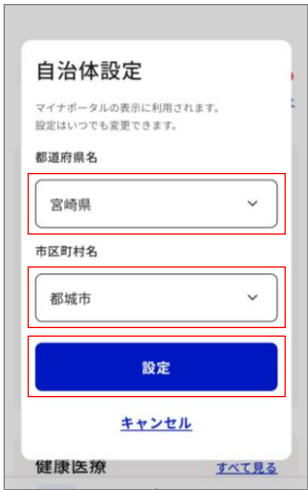 自治体設定
マイナポータルの表示に利用されます。
設定はいつでも変更できます。
都道府県名
宮崎県
市区町村名
都城市
設定
キャンセル
健康医療
すべて見る